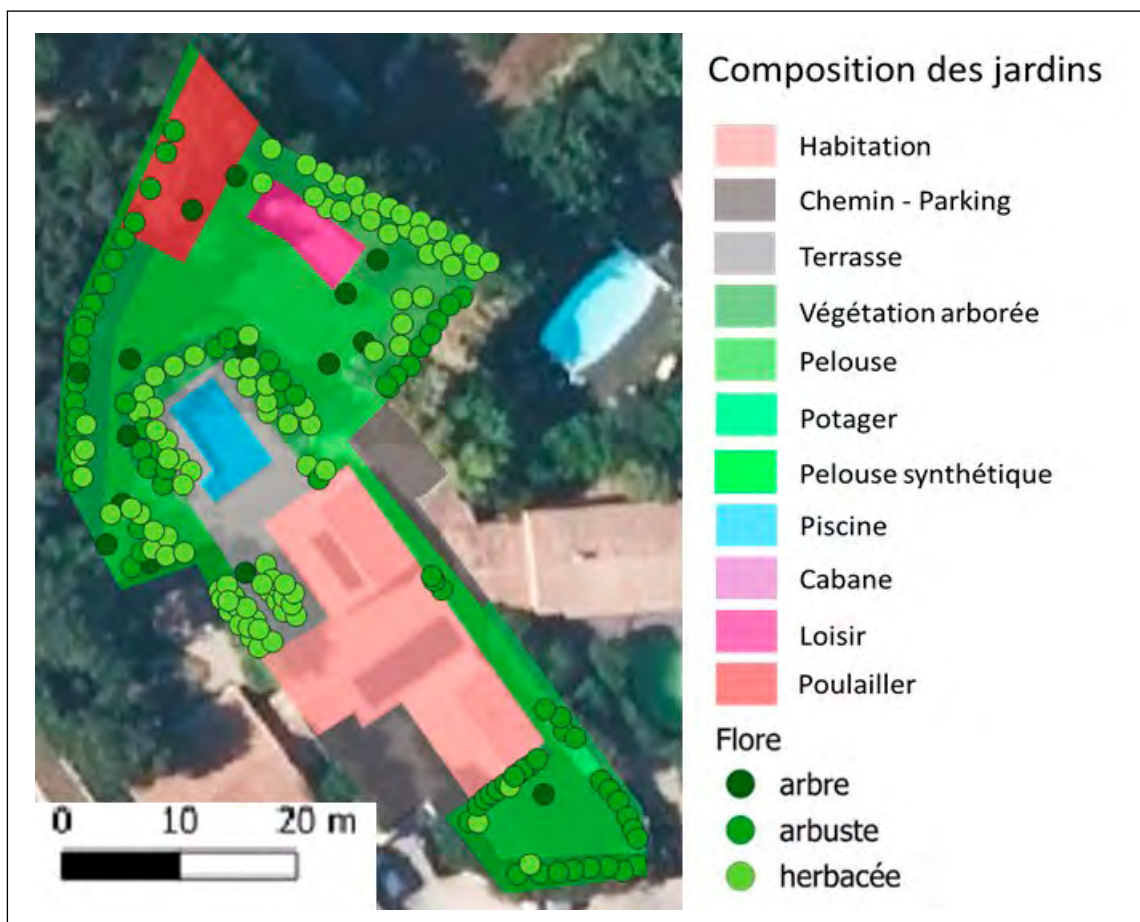 Composition des jardins
Habitation
Chemin - Parking
Terrasse
Végétation arborée
Pelouse
Potager
Pelouse synthétique
Piscine
Cabane
Loisir
Poulailler
Flore
arbre
arbuste
herbacée
0 10 20 m